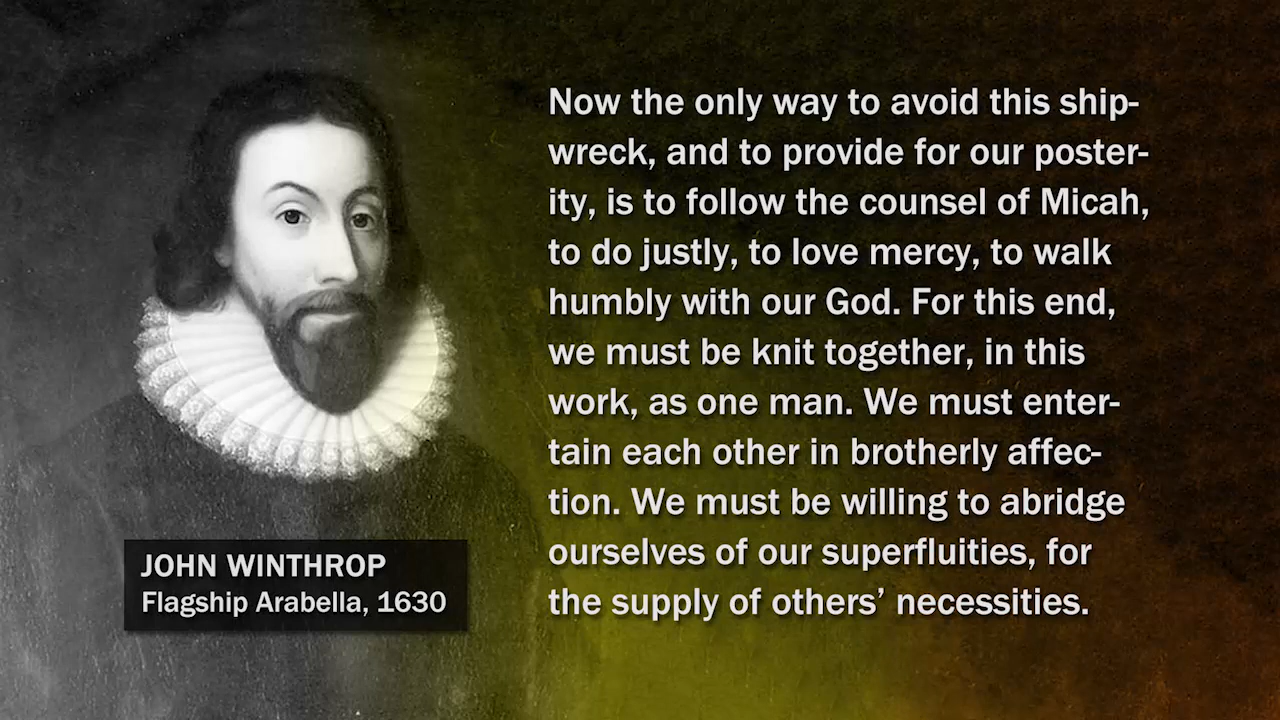 Now the only way to avoid this ship-
wreck, and to provide for our poster-
ity, is to follow the counsel of Micah,
to do justly, to love mercy, to walk
humbly with our God. For this end,
we must be knit together, in this
work, as one man. We must enter-
tain each other in brotherly affec-
tion. We must be willing to abridge
ourselves of our superfluities, for
the supply of others’ necessities.
JOHN WINTHROP
Flagship Arabella, 1630